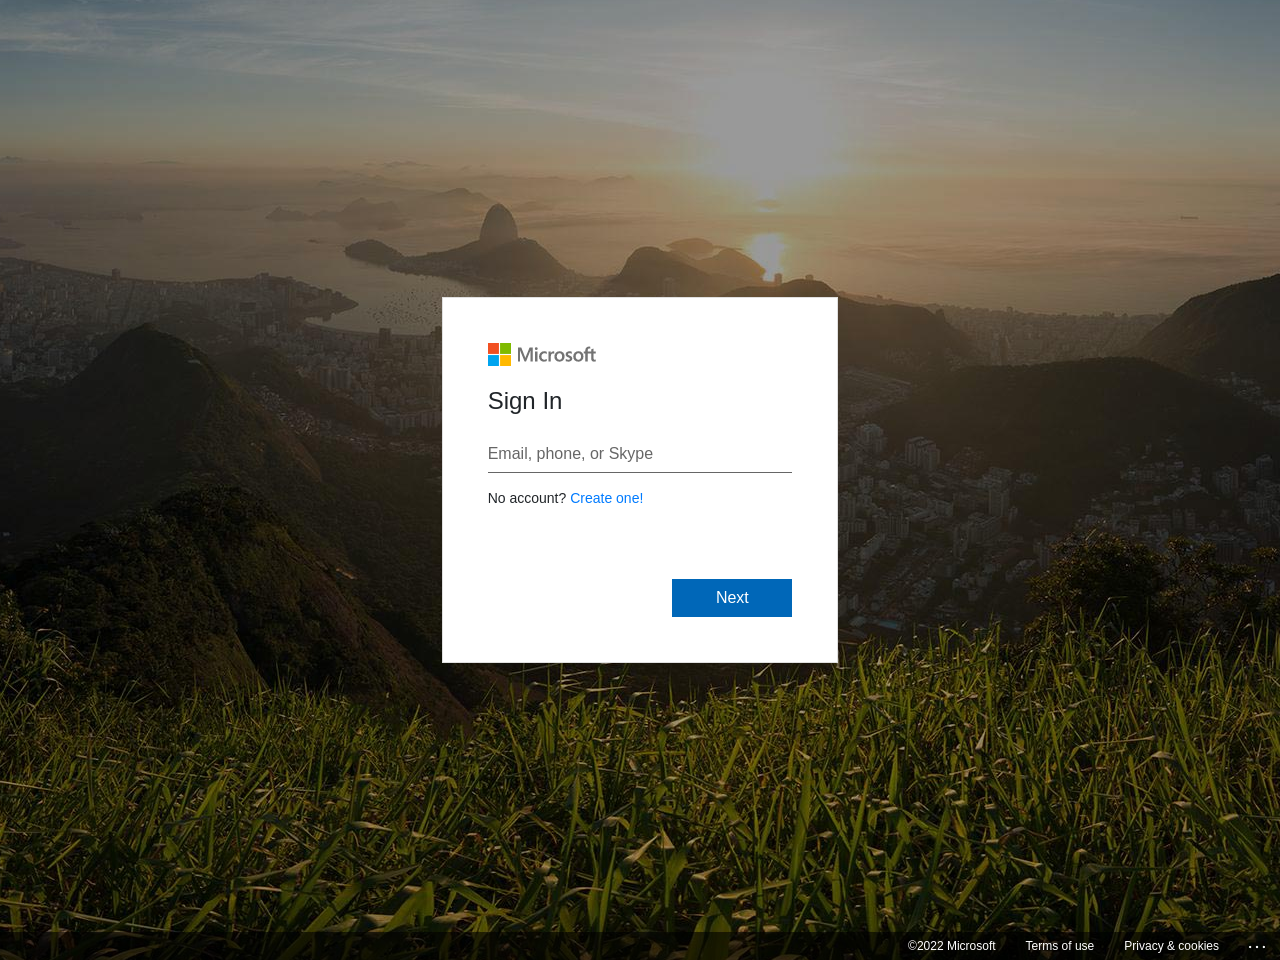 Microsoft
Sign In
Email, phone, or Skype
No account? Create one!
Next
©2022 Microsoft Terms of use Privacy & cookies ...